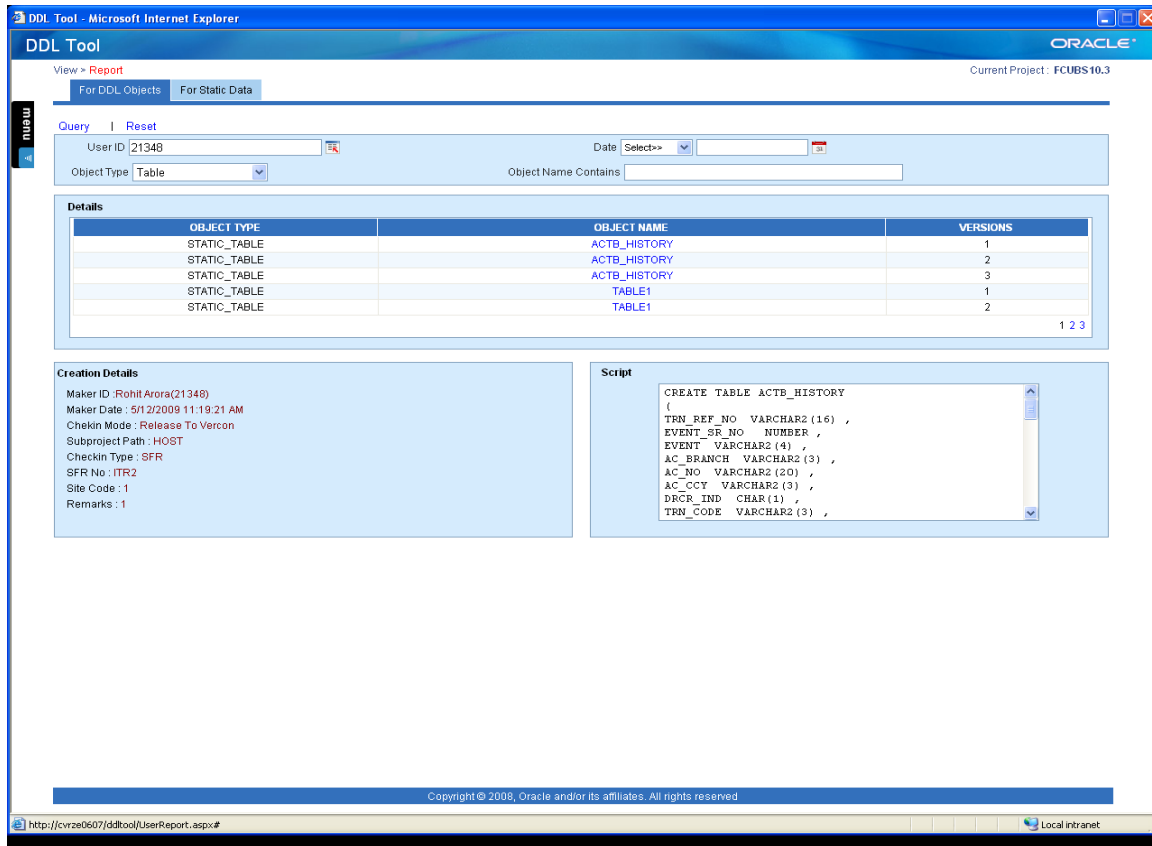 DDL Tool - Microsoft Internet Explorer
DDL Tool
ORACLE
View > Report
Current Project : FCUBS10.3
For DDL Objects For Static Data
menu
Query | Reset
User ID 21348 Date Select>>
Object Type Table Object Name Contains
Details
OBJECT TYPE OBJECT NAME VERSIONS
STATIC_TABLE ACTB_HISTORY 1
STATIC_TABLE ACTB_HISTORY 2
STATIC_TABLE ACTB_HISTORY 3
STATIC_TABLE TABLE1 1
STATIC_TABLE TABLE1 2
1 2 3
Creation Details
Maker ID :Rohit Arora(21348)
Maker Date : 5/12/2009 11:19:21 AM
Chekin Mode : Release To Vercon
Subproject Path : HOST
Checkin Type : SFR
SFR No : ITR2
Site Code : 1
Remarks : 1
Script
CREATE TABLE ACTB_HISTORY
(
TRN_REF_NO VARCHAR2(16) ,
EVENT_SR_NO NUMBER ,
EVENT VARCHAR2(4) ,
AC_BRANCH VARCHAR2(3) ,
AC_NO VARCHAR2(20) ,
AC_CCY VARCHAR2(3) ,
DRCR_IND CHAR(1) ,
TRN_CODE VARCHAR2(3) ,
Copyright © 2008, Oracle and/or its affiliates. All rights reserved
http://cvrze0607/ddltool/UserReport.aspx#
Local intranet